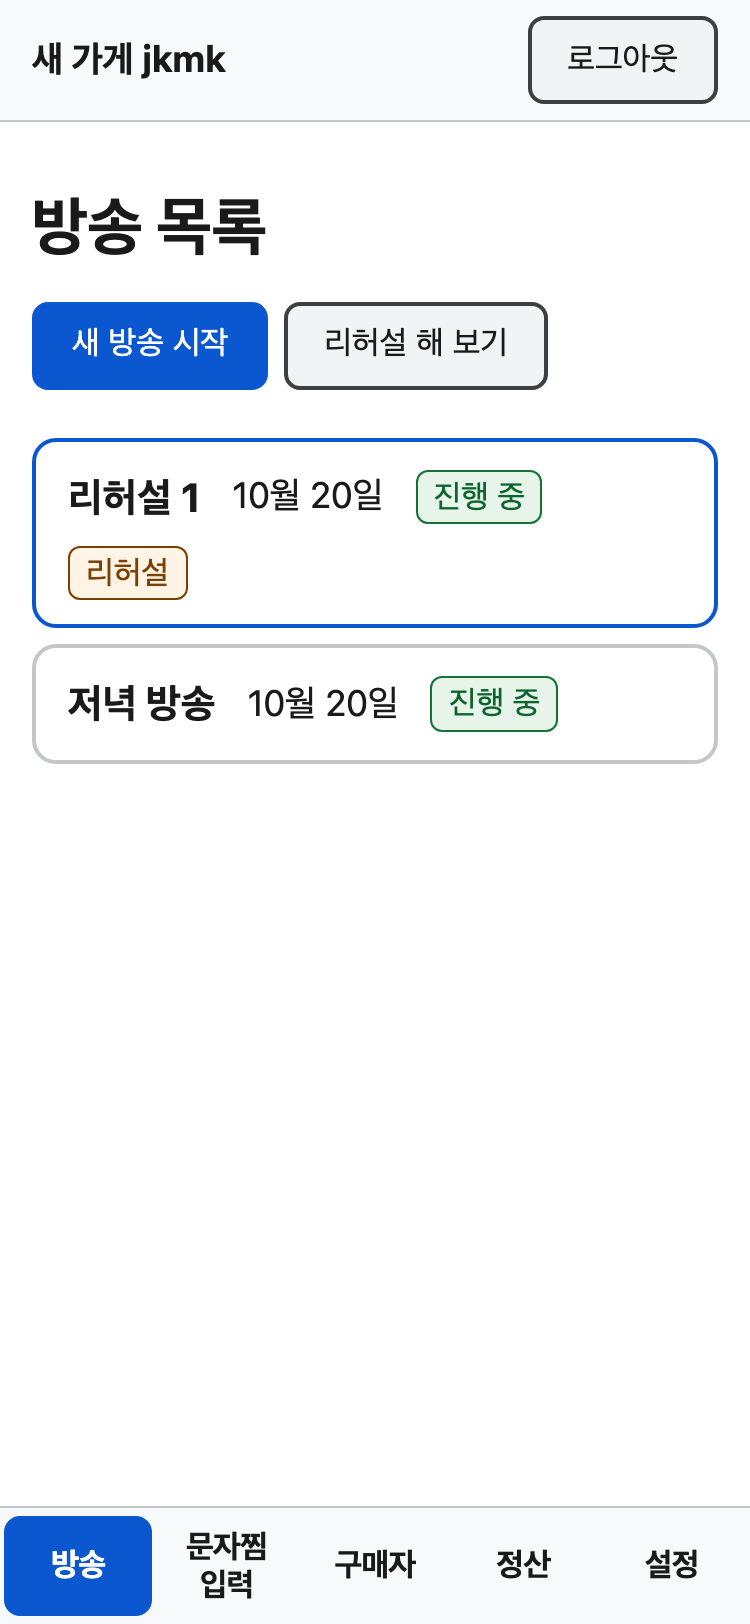 새 가게 jkmk
로그아웃
방송 목록
새 방송 시작
리허설 해 보기
리허설 1 10월 20일 진행 중
리허설
저녁 방송 10월 20일 진행 중
방송
문자찜
입력
구매자
정산
설정